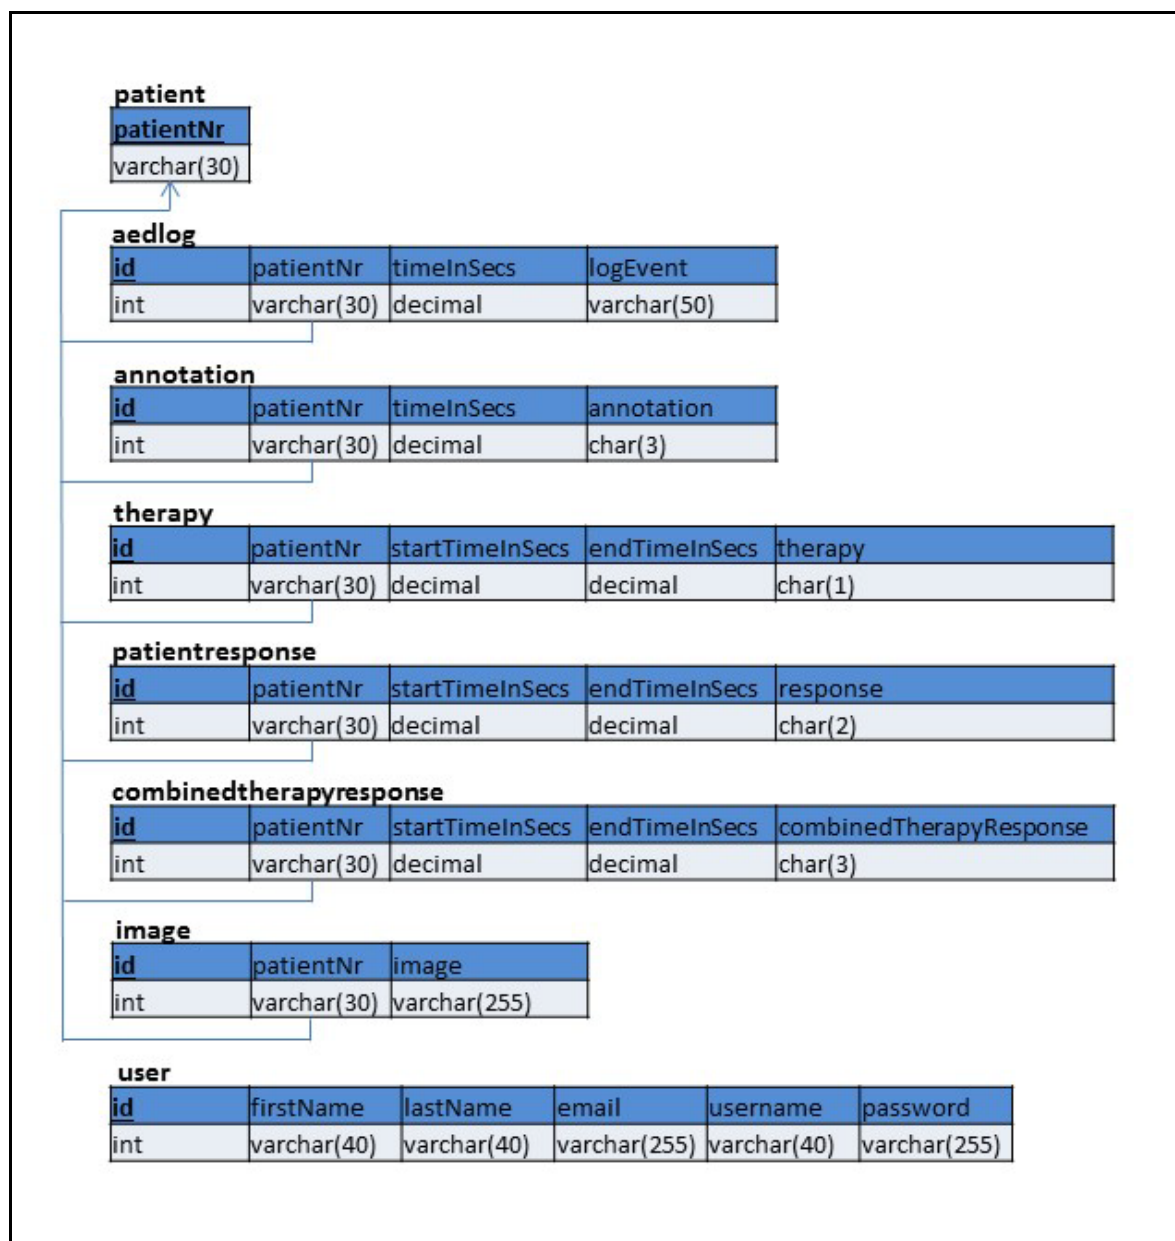 patient
patientNr
varchar(30)
aedlog
id patientNr timeInSecs logEvent
int varchar(30) decimal varchar(50)
annotation
id patientNr timeInSecs annotation
int varchar(30) decimal char(3)
therapy
id patientNr startTimeInSecs endTimeInSecs therapy
int varchar(30) decimal decimal char(1)
patientresponse
id patientNr startTimeInSecs endTimeInSecs response
int varchar(30) decimal decimal char(2)
combinedtherapyresponse
id patientNr startTimeInSecs endTimeInSecs combinedTherapyResponse
int varchar(30) decimal decimal char(3)
image
id patientNr image
int varchar(30) varchar(255)
user
id firstName lastName email username password
int varchar(40) varchar(40) varchar(255) varchar(40) varchar(255)